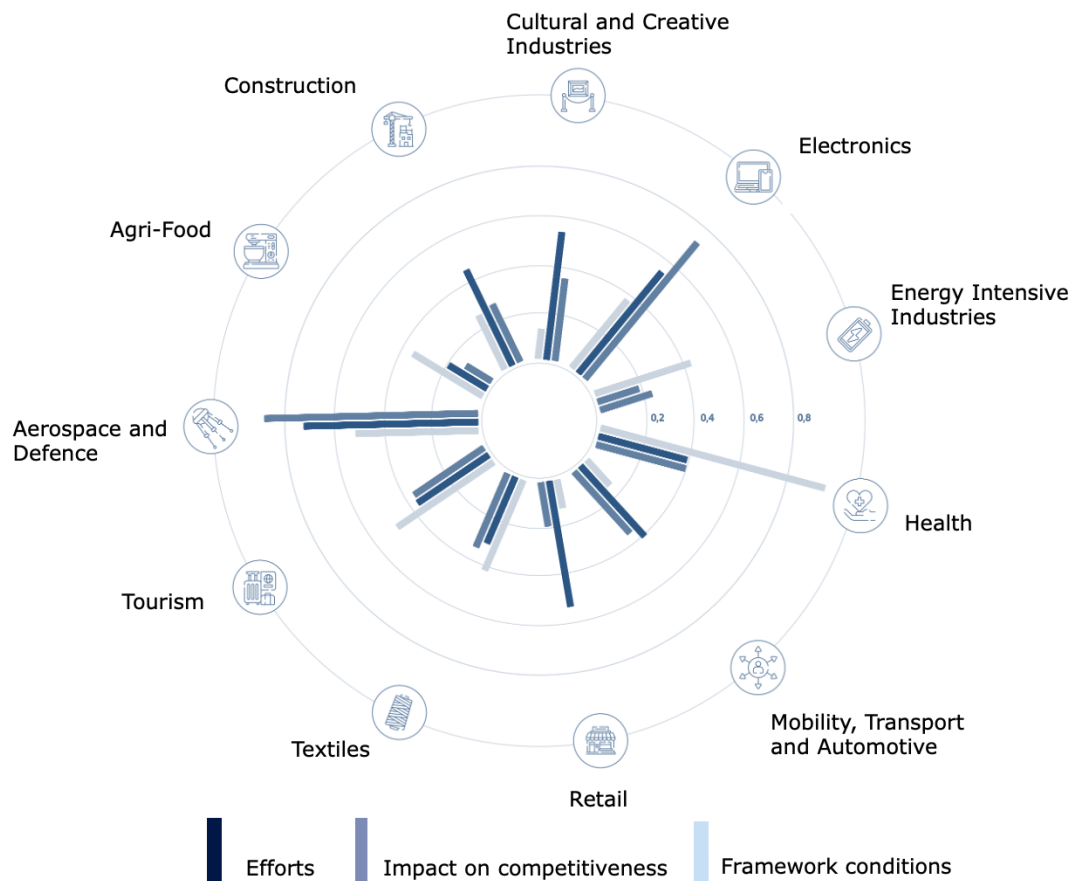 Cultural and Creative
Industries
Construction
Electronics
Agri-Food
Energy Intensive
Industries
0,2
0,4
0,6
0,8
Aerospace and
Defence
Health
Tourism
Mobility, Transport
and Automotive
Textiles
Retail
Efforts
Impact on competitiveness
Framework conditions